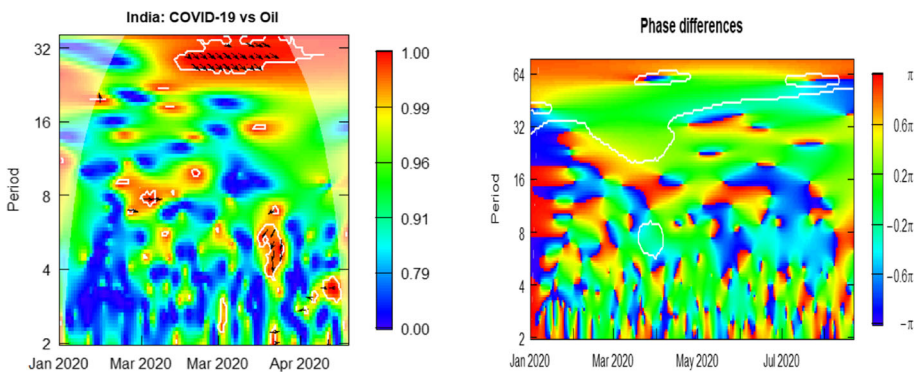 India: COVID-19 vs Oil
Period
32
16
8
4
2
Jan 2020 Mar 2020 Mar 2020 Apr 2020
1.00
0.99
0.96
0.91
0.79
0.00
Phase differences
Period
64
32
16
8
4
2
Jan 2020 Mar 2020 May 2020 Jul 2020
π
0.6π
0.2π
−0.2π
−0.6π
−π